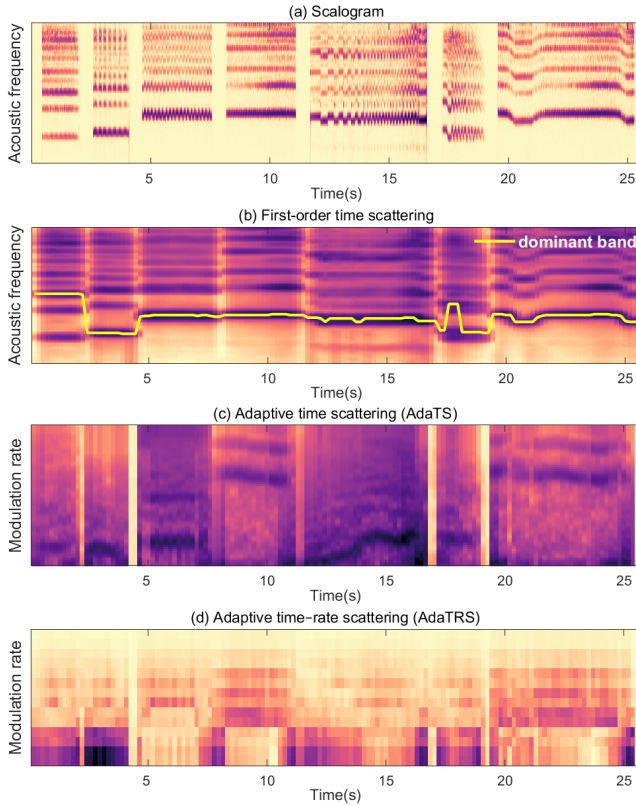 (a) Scalogram
Acoustic frequency
5 10 15 20 25
Time(s)
(b) First-order time scattering
dominant band
Acoustic frequency
5 10 15 20 25
Time(s)
(c) Adaptive time scattering (AdaTS)
Modulation rate
5 10 15 20 25
Time(s)
(d) Adaptive time–rate scattering (AdaTRS)
Modulation rate
5 10 15 20 25
Time(s)